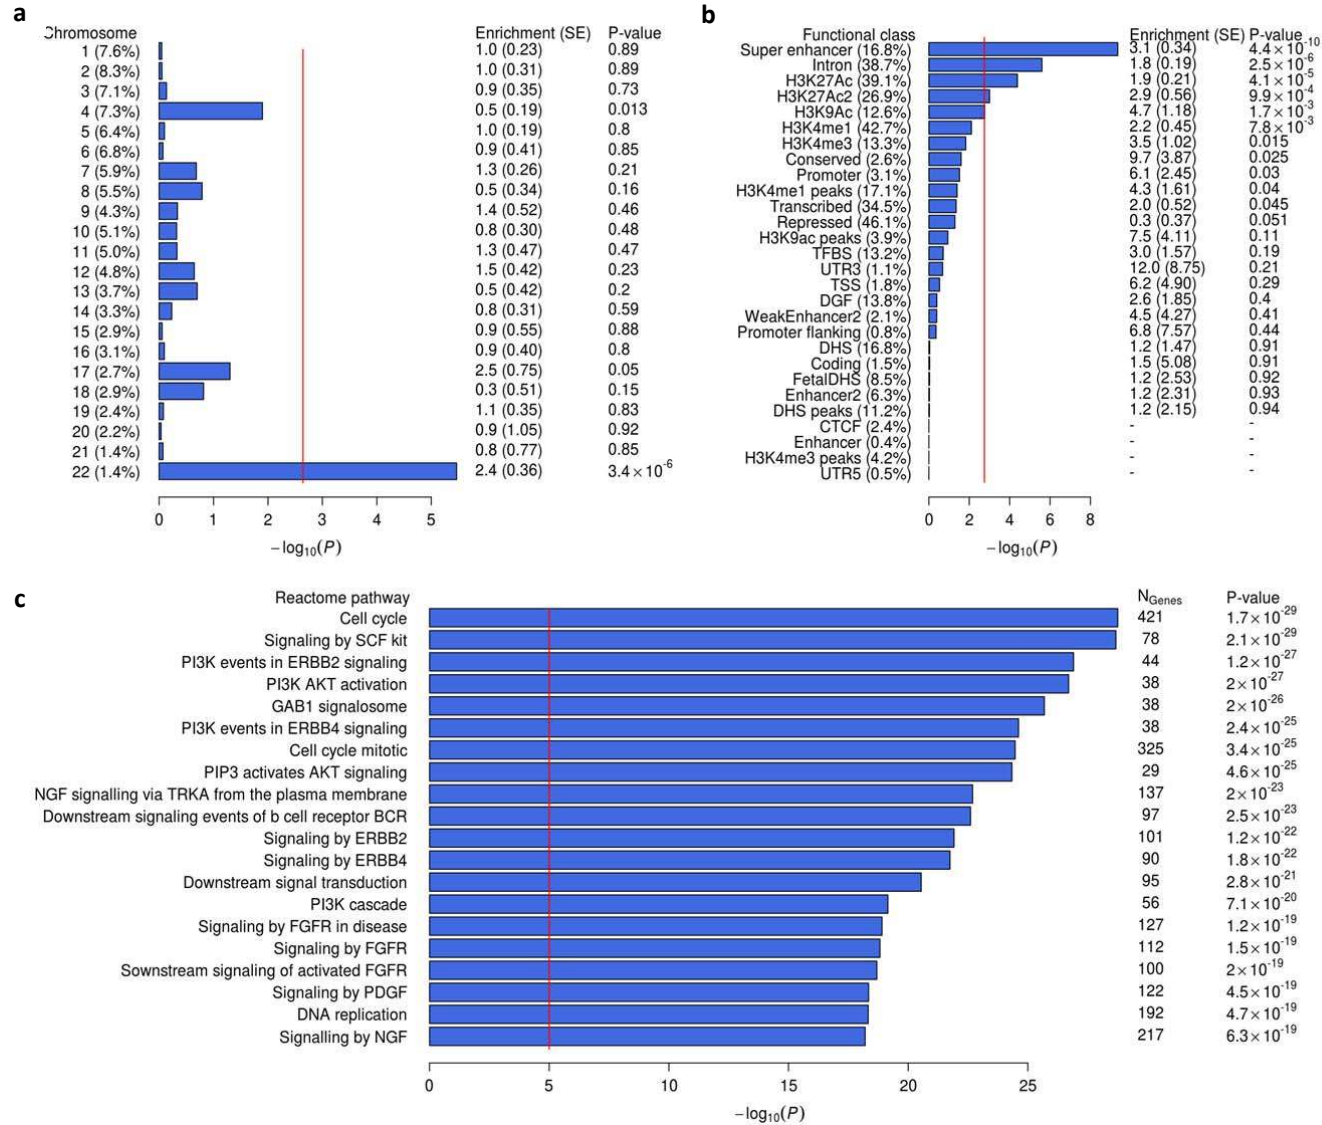 a
Chromosome Enrichment (SE) P-value
1 (7.6%) 1.0 (0.23) 0.89
2 (8.3%) 1.0 (0.31) 0.89
3 (7.1%) 0.9 (0.35) 0.73
4 (7.3%) 0.5 (0.19) 0.013
5 (6.4%) 1.0 (0.19) 0.8
6 (6.8%) 0.9 (0.41) 0.85
7 (5.9%) 1.3 (0.26) 0.21
8 (5.5%) 0.5 (0.34) 0.16
9 (4.3%) 1.4 (0.52) 0.46
10 (5.1%) 0.8 (0.30) 0.48
11 (5.0%) 1.3 (0.47) 0.47
12 (4.8%) 1.5 (0.42) 0.23
13 (3.7%) 0.5 (0.42) 0.2
14 (3.3%) 0.8 (0.31) 0.59
15 (2.9%) 0.9 (0.55) 0.88
16 (3.1%) 0.9 (0.40) 0.8
17 (2.7%) 2.5 (0.75) 0.05
18 (2.9%) 0.3 (0.51) 0.15
19 (2.4%) 1.1 (0.35) 0.83
20 (2.2%) 0.9 (1.05) 0.92
21 (1.4%) 0.8 (0.77) 0.85
22 (1.4%) 2.4 (0.36) 3.4×10⁻⁶
0 1 2 3 4 5
−log₁₀(P)
b
Functional class Enrichment (SE) P-value
Super enhancer (16.8%) 3.1 (0.34) 4.4×10⁻¹⁰
Intron (38.7%) 1.8 (0.19) 2.5×10⁻⁶
H3K27Ac (39.1%) 1.9 (0.21) 4.1×10⁻⁵
H3K27Ac2 (26.9%) 2.9 (0.56) 9.9×10⁻⁴
H3K9Ac (12.6%) 4.7 (1.18) 1.7×10⁻³
H3K4me1 (42.7%) 2.2 (0.45) 7.8×10⁻³
H3K4me3 (13.3%) 3.5 (1.02) 0.015
Conserved (2.6%) 9.7 (3.87) 0.025
Promoter (3.1%) 6.1 (2.45) 0.03
H3K4me1 peaks (17.1%) 4.3 (1.61) 0.04
Transcribed (34.5%) 2.0 (0.52) 0.045
Repressed (46.1%) 0.3 (0.37) 0.051
H3K9ac peaks (3.9%) 7.5 (4.11) 0.11
TFBS (13.2%) 3.0 (1.57) 0.19
UTR3 (1.1%) 12.0 (8.75) 0.21
TSS (1.8%) 6.2 (4.90) 0.29
DGF (13.8%) 2.6 (1.85) 0.4
WeakEnhancer2 (2.1%) 4.5 (4.27) 0.41
Promoter flanking (0.8%) 6.8 (7.57) 0.44
DHS (16.8%) 1.2 (1.47) 0.91
Coding (1.5%) 1.5 (5.08) 0.91
FetalDHS (8.5%) 1.2 (2.53) 0.92
Enhancer2 (6.3%) 1.2 (2.31) 0.93
DHS peaks (11.2%) 1.2 (2.15) 0.94
CTCF (2.4%) - -
Enhancer (0.4%) - -
H3K4me3 peaks (4.2%) - -
UTR5 (0.5%) - -
0 2 4 6 8
−log₁₀(P)
c
Reactome pathway N_Genes P-value
Cell cycle 421 1.7×10⁻²⁹
Signaling by SCF kit 78 2.1×10⁻²⁹
PI3K events in ERBB2 signaling 44 1.2×10⁻²⁷
PI3K AKT activation 38 2×10⁻²⁷
GAB1 signalosome 38 2×10⁻²⁶
PI3K events in ERBB4 signaling 38 2.4×10⁻²⁵
Cell cycle mitotic 325 3.4×10⁻²⁵
PIP3 activates AKT signaling 29 4.6×10⁻²⁵
NGF signalling via TRKA from the plasma membrane 137 2×10⁻²³
Downstream signaling events of b cell receptor BCR 97 2.5×10⁻²³
Signaling by ERBB2 101 1.2×10⁻²²
Signaling by ERBB4 90 1.8×10⁻²²
Downstream signal transduction 95 2.8×10⁻²¹
PI3K cascade 56 7.1×10⁻²⁰
Signaling by FGFR in disease 127 1.2×10⁻¹⁹
Signaling by FGFR 112 1.5×10⁻¹⁹
Sownstream signaling of activated FGFR 100 2×10⁻¹⁹
Signaling by PDGF 122 4.5×10⁻¹⁹
DNA replication 192 4.7×10⁻¹⁹
Signalling by NGF 217 6.3×10⁻¹⁹
0 5 10 15 20 25
−log₁₀(P)